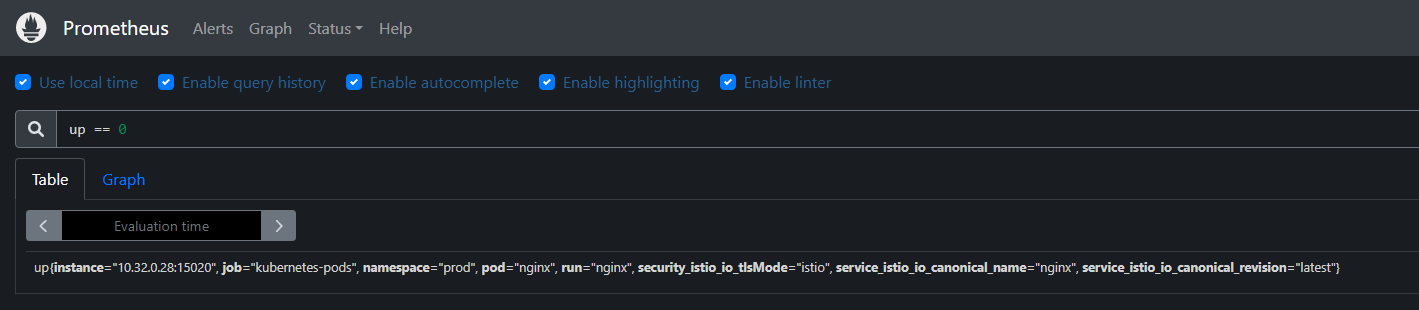 Prometheus Alerts Graph Status Help
Use local time Enable query history Enable autocomplete Enable highlighting Enable linter
up == 0
Table Graph
Evaluation time
up{instance="10.32.0.28:15020", job="kubernetes-pods", namespace="prod", pod="nginx", run="nginx", security_istio_io_tlsMode="istio", service_istio_io_canonical_name="nginx", service_istio_io_canonical_revision="latest"}